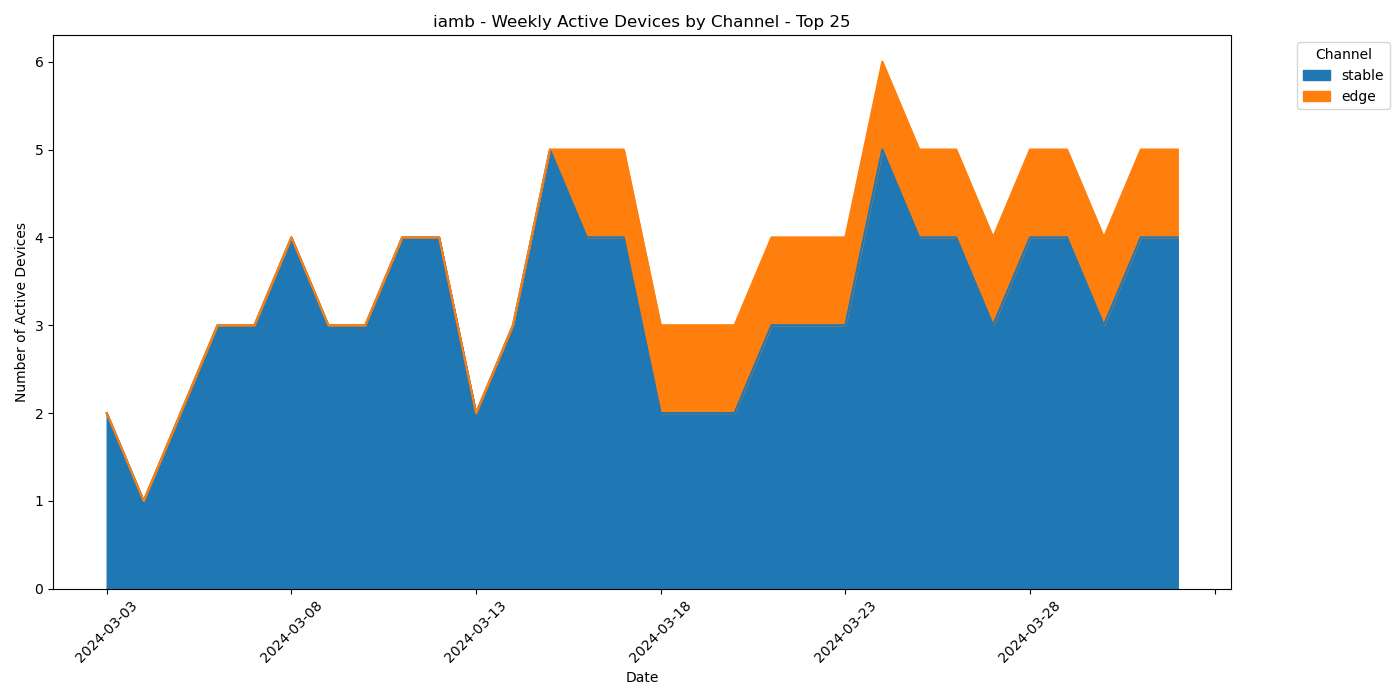 iamb - Weekly Active Devices by Channel - Top 25
Channel
stable
edge
Number of Active Devices
6
5
4
3
2
1
0
2024-03-03
2024-03-08
2024-03-13
2024-03-18
2024-03-23
2024-03-28
Date